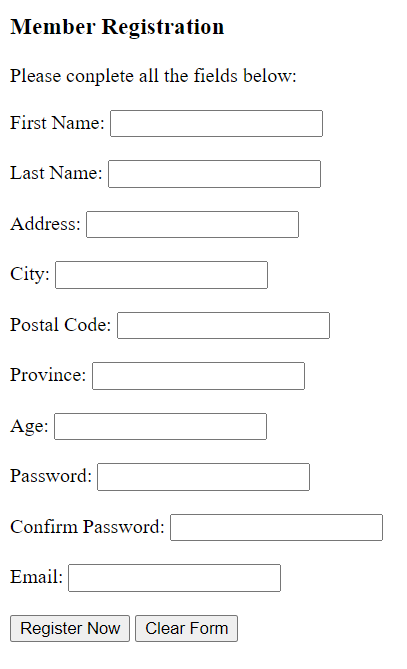 Member Registration
Please conplete all the fields below:
First Name:
Last Name:
Address:
City:
Postal Code:
Province:
Age:
Password:
Confirm Password:
Email:
Register Now Clear Form